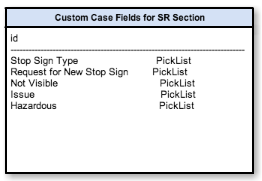 Custom Case Fields for SR Section
id
Stop Sign Type PickList
Request for New Stop Sign PickList
Not Visible PickList
Issue PickList
Hazardous PickList